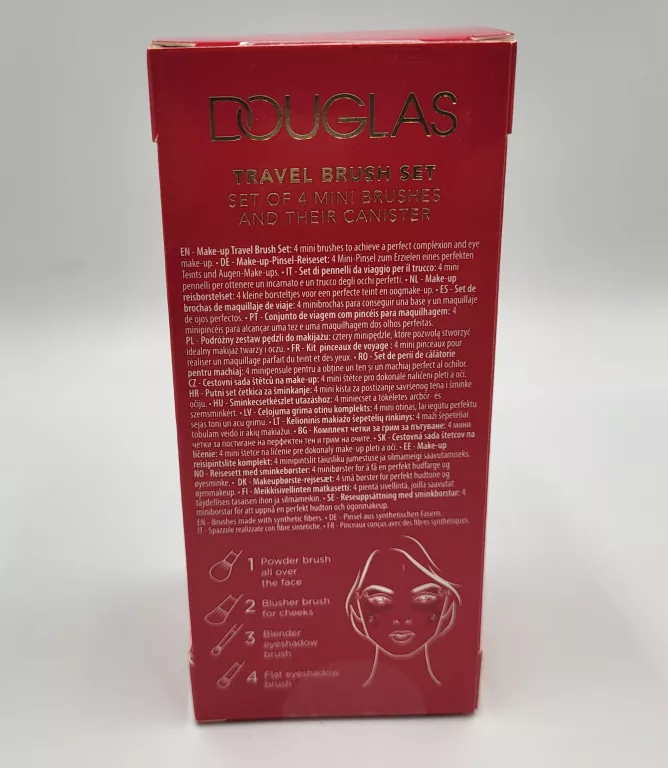 DOUGLAS
TRAVEL BRUSH SET
SET OF 4 MINI BRUSHES
AND THEIR CANISTER
EN - Make-up Travel Brush Set: 4 mini brushes to achieve a perfect complexion and eye
make-up. • DE - Make-up-Pinsel-Reiseset: 4 Mini-Pinsel zum Erzielen eines perfekten
Teints und Augen-Make-ups. • IT - Set di pennelli da viaggio per il trucco: 4 mini
pennelli per ottenere un incarnato e un trucco degli occhi perfetti. • NL - Make-up
reisborstelset: 4 kleine borsteltjes voor een perfecte teint en oogmake-up. • ES - Set de
brochas de maquillaje de viaje: 4 minibrochas para conseguir una base y un maquillaje
de ojos perfectos. • PT - Conjunto de viagem com pincéis para maquilhagem: 4
minipincéis para alcançar uma tez e uma maquilhagem dos olhos perfeitas.
PL - Podróżny zestaw pędzli do makijażu: cztery minipędzle, które pozwolą stworzyć
idealny makijaż twarzy i oczu. • FR - Kit pinceaux de voyage : 4 mini pinceaux pour
réaliser un maquillage parfait du teint et des yeux. • RO - Set de perii de călătorie
pentru machiaj: 4 minipensule pentru a obține un ten și un machiaj perfect al ochilor.
CZ - Cestovní sada štětců na make-up: 4 mini štětce pro dokonalé nalíčení pleti a očí.
HR - Putni set četkica za šminkanje: 4 mini kista za postizanje savršenog tena i šminke
očiju. • HU - Sminkecsetkészlet utazáshoz: 4 miniecset a tökéletes arcbőr- és
szemsminkért. • LV - Ceļojuma grima otiņu komplekts: 4 mini otiņas, lai iegūtu perfektu
sejas toni un acu grimu. • LT - Kelioninis makiažo šepetėlių rinkinys: 4 maži šepetėliai
tobulam veido ir akių makiažui. • BG - Комплект четки за грим за пътуване: 4 мини
четки за постигане на перфектен тен и грим на очите. • SK - Cestovná sada štetcov na
líčenie: 4 mini štetce na líčenie pre dokonalý make-up pleti a očí. • EE - Make-up
reisipintslite komplekt: 4 minipintslit täiusliku jumestuse ja silmameigi saavutamiseks.
NO - Reisesett med sminkebørster: 4 minibørster for å få en perfekt hudfarge og
øyesminke. • DK - Makeupbørste-rejsesæt: 4 små børster for perfekt hudtone og
øjenmakeup. • FI - Meikkisivellinten matkasetti: 4 pientä sivellintä, joilla saavutat
täydellisen tasaisen ihon ja silmämeikin. • SE - Reseuppsättning med sminkborstar: 4
miniborstar för att uppnå en perfekt hudton och ögonmakeup.
EN - Brushes made with synthetic fibers. • DE - Pinsel aus synthetischen Fasern.
IT - Spazzole realizzate con fibre sintetiche. • FR - Pinceaux conçus avec des fibres synthétiques.
1 Powder brush
all over
the face
2 Blusher brush
for cheeks
3 Blender
eyeshadow
brush
4 Flat eyeshadow
brush
1
3/4
2 2